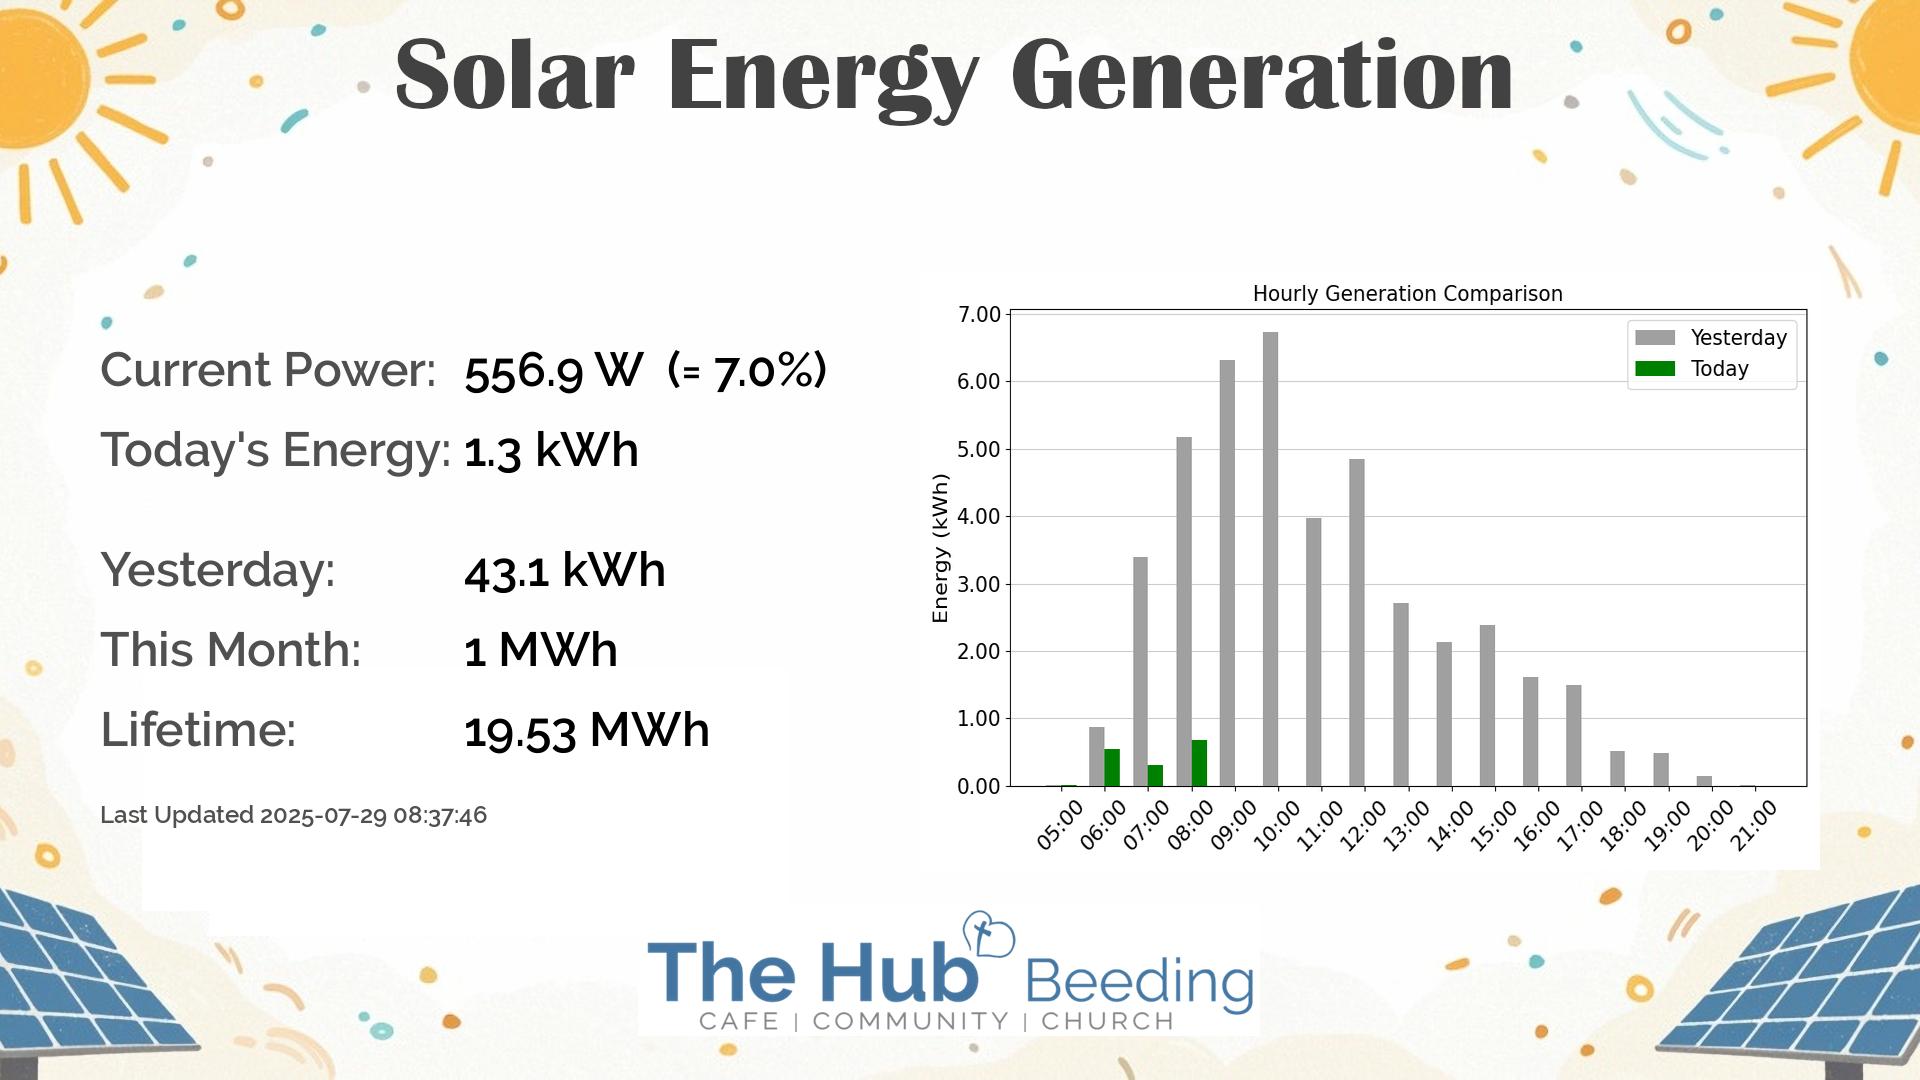 Solar Energy Generation
Current Power: 556.9 W (= 7.0%)
Today's Energy: 1.3 kWh
Yesterday: 43.1 kWh
This Month: 1 MWh
Lifetime: 19.53 MWh
Last Updated 2025-07-29 08:37:46
Hourly Generation Comparison
Yesterday
Today
Energy (kWh)
7.00
6.00
5.00
4.00
3.00
2.00
1.00
0.00
05:00 06:00 07:00 08:00 09:00 10:00 11:00 12:00 13:00 14:00 15:00 16:00 17:00 18:00 19:00 20:00 21:00
The Hub Beeding
CAFE | COMMUNITY | CHURCH